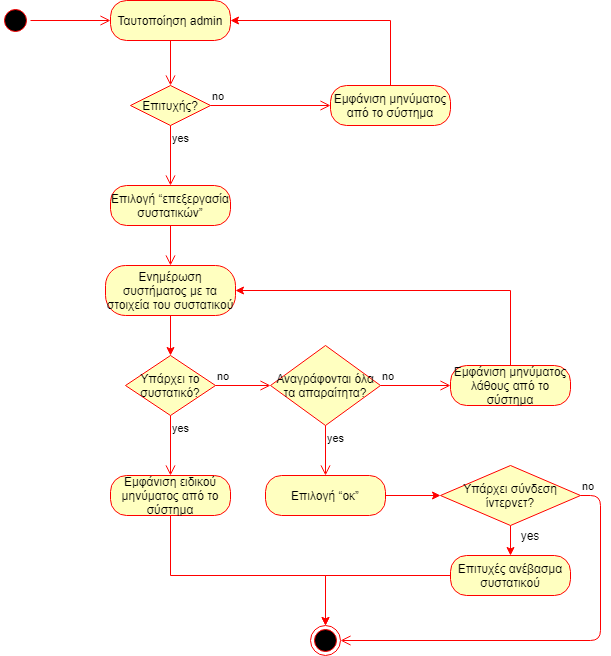 Ταυτοποίηση admin
Επιτυχής?
no
Εμφάνιση μηνύματος
από το σύστημα
yes
Επιλογή “επεξεργασία
συστατικών”
Ενημέρωση
συστήματος με τα
στοιχεία του συστατικού
Υπάρχει το
συστατικό?
no
Αναγράφονται όλα
τα απαραίτητα?
no
Εμφάνιση μηνύματος
λάθους από το
σύστημα
yes
yes
Εμφάνιση ειδικού
μηνύματος από το
σύστημα
Επιλογή “οκ”
Υπάρχει σύνδεση
ίντερνετ?
no
yes
Επιτυχές ανέβασμα
συστατικού